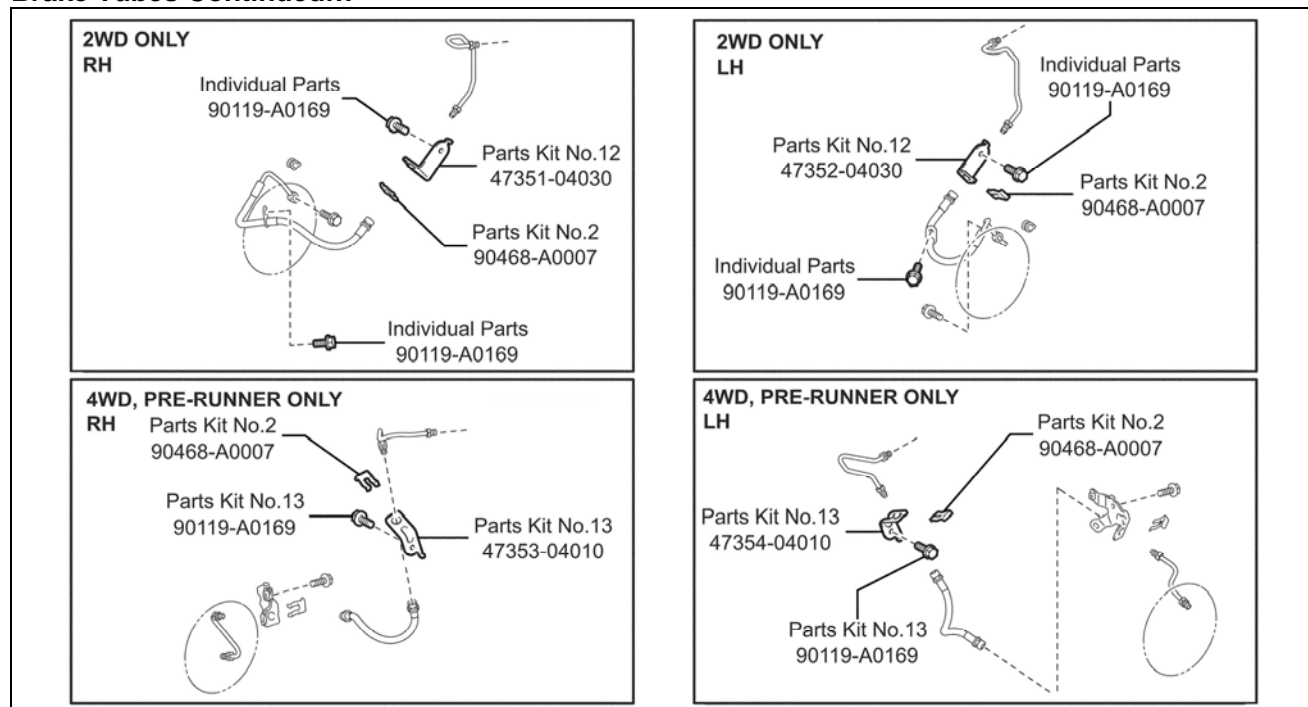 2WD ONLY
RH
Individual Parts
90119-A0169
Parts Kit No.12
47351-04030
Parts Kit No.2
90468-A0007
Individual Parts
90119-A0169
2WD ONLY
LH
Individual Parts
90119-A0169
Parts Kit No.12
47352-04030
Parts Kit No.2
90468-A0007
Individual Parts
90119-A0169
4WD, PRE-RUNNER ONLY
RH
Parts Kit No.2
90468-A0007
Parts Kit No.13
90119-A0169
Parts Kit No.13
47353-04010
4WD, PRE-RUNNER ONLY
LH
Parts Kit No.2
90468-A0007
Parts Kit No.13
47354-04010
Parts Kit No.13
90119-A0169